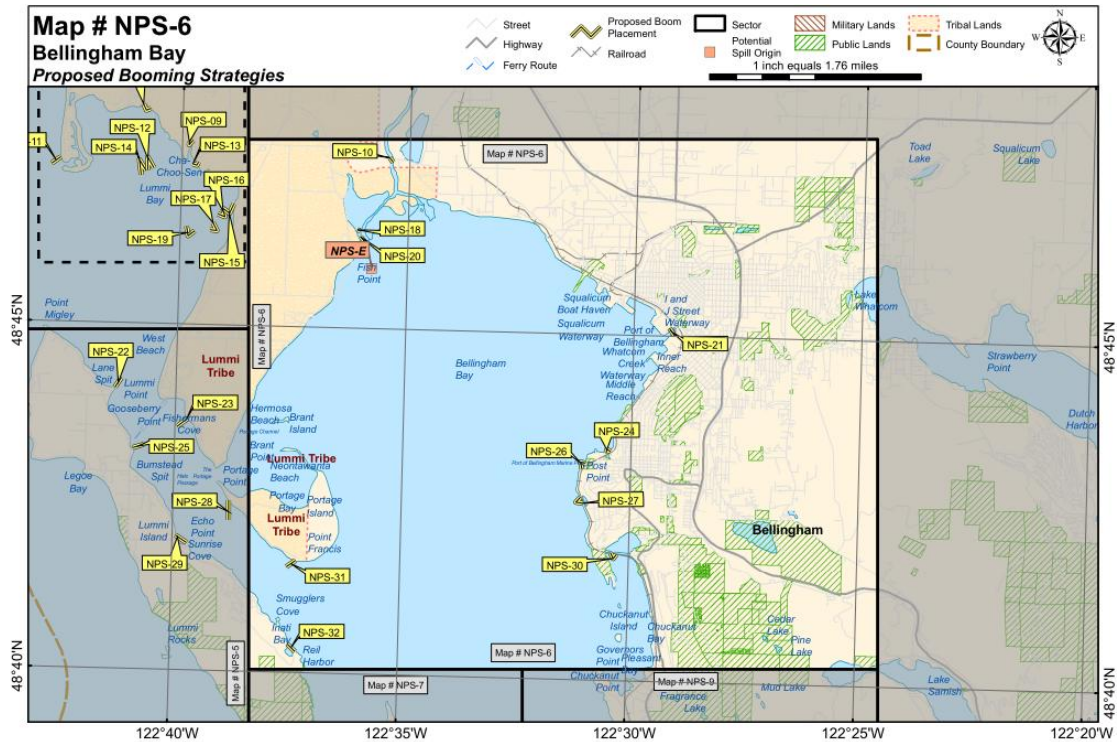 Map # NPS-6
Bellingham Bay
Proposed Booming Strategies
Street
Highway
Ferry Route
Proposed Boom
Placement
Railroad
Sector
Potential
Spill Origin
Military Lands
Public Lands
Tribal Lands
County Boundary
1 inch equals 1.76 miles
N
W
E
S
NPS-09
NPS-12
NPS-14
NPS-13
-11
Cha-
Choo-Sen
NPS-16
Lummi
Bay
NPS-17
NPS-19
NPS-15
NPS-10
Map # NPS-6
Toad
Lake
Squalicum
Lake
NPS-18
NPS-E
NPS-20
Fish
Point
Point
Migley
Map # NPS-6
Squalicum
Boat Haven
Squalicum
Waterway
I and
J Street
Waterway
Port of
Bellingham
Whatcom
Creek
Waterway
Middle
Reach
Inner
Reach
NPS-21
Lake
Whatcom
Strawberry
Point
Dutch
Harbor
West
Beach
NPS-22
Lane
Spit
Lummi
Point
Gooseberry
Point
Lummi
Tribe
NPS-23
Fishermans
Cove
NPS-25
Bellingham
Bay
Hermosa
Beach
Portage Channel
Brant
Island
Brant
Point
Lummi Tribe
Neontawanta
Beach
NPS-24
NPS-26
Port of Bellingham Marine
Post
Point
NPS-27
Legoe
Bay
Bumstead
Spit
Hale
Passage
The
Portage
Portage
Point
NPS-28
Portage
Bay
Portage
Island
Lummi
Tribe
Point
Francis
Lummi
Island
Echo
Point
Sunrise
Cove
NPS-29
NPS-31
NPS-30
Bellingham
Smugglers
Cove
Inati
Bay
NPS-32
Reil
Harbor
Lummi
Rocks
Chuckanut
Island
Chuckanut
Bay
Cedar
Lake
Pine
Lake
Governors
Point
Pleasant
Bay
Map # NPS-6
Map # NPS-5
Map # NPS-7
Chuckanut
Point
Map # NPS-9
Fragrance
Lake
Mud Lake
Lake
Samish
48°45'N
48°40'N
48°45'N
48°40'N
122°40'W
122°35'W
122°30'W
122°25'W
122°20'W